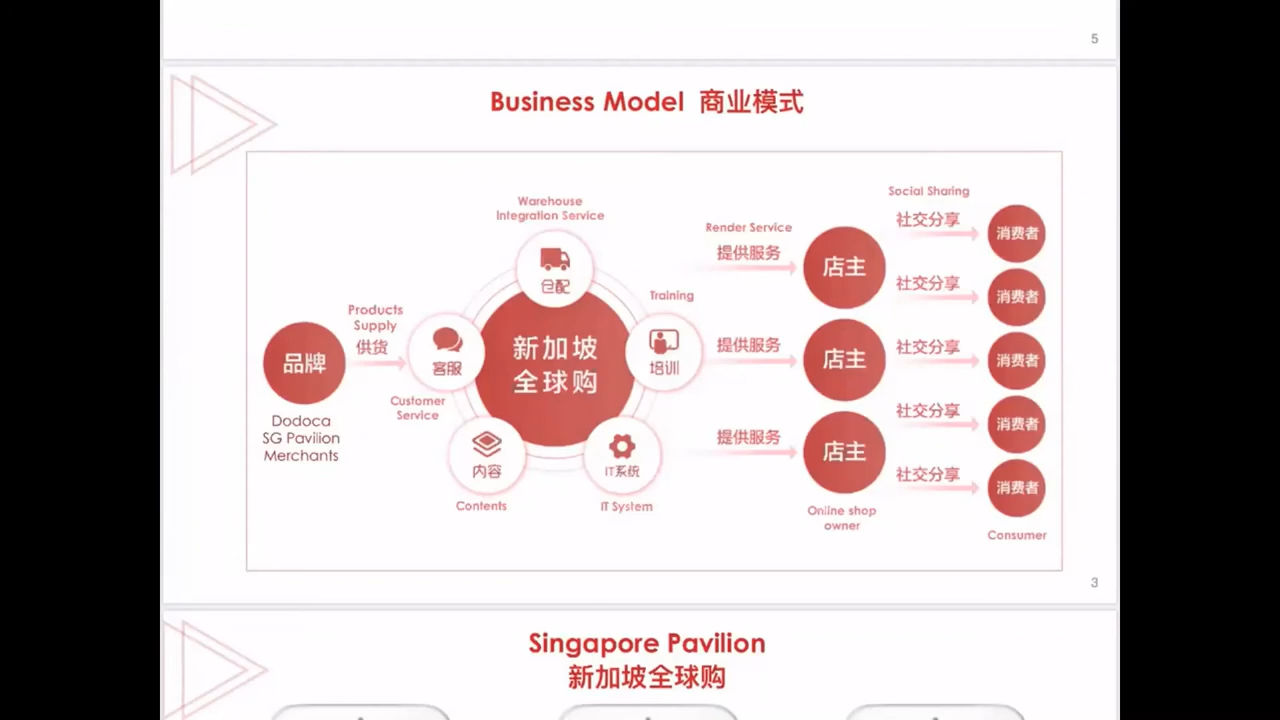 5
Business Model 商业模式
Social Sharing
社交分享
消费者
Warehouse
Integration Service
仓配
Render Service
提供服务
店主
社交分享
消费者
Training
培训
Products
Supply
供货
品牌
Dodoca
SG Pavilion
Merchants
客服
Customer
Service
新加坡
全球购
提供服务
店主
社交分享
消费者
社交分享
消费者
内容
Contents
IT系统
IT System
提供服务
店主
Online shop
owner
社交分享
消费者
Consumer
3
Singapore Pavilion
新加坡全球购